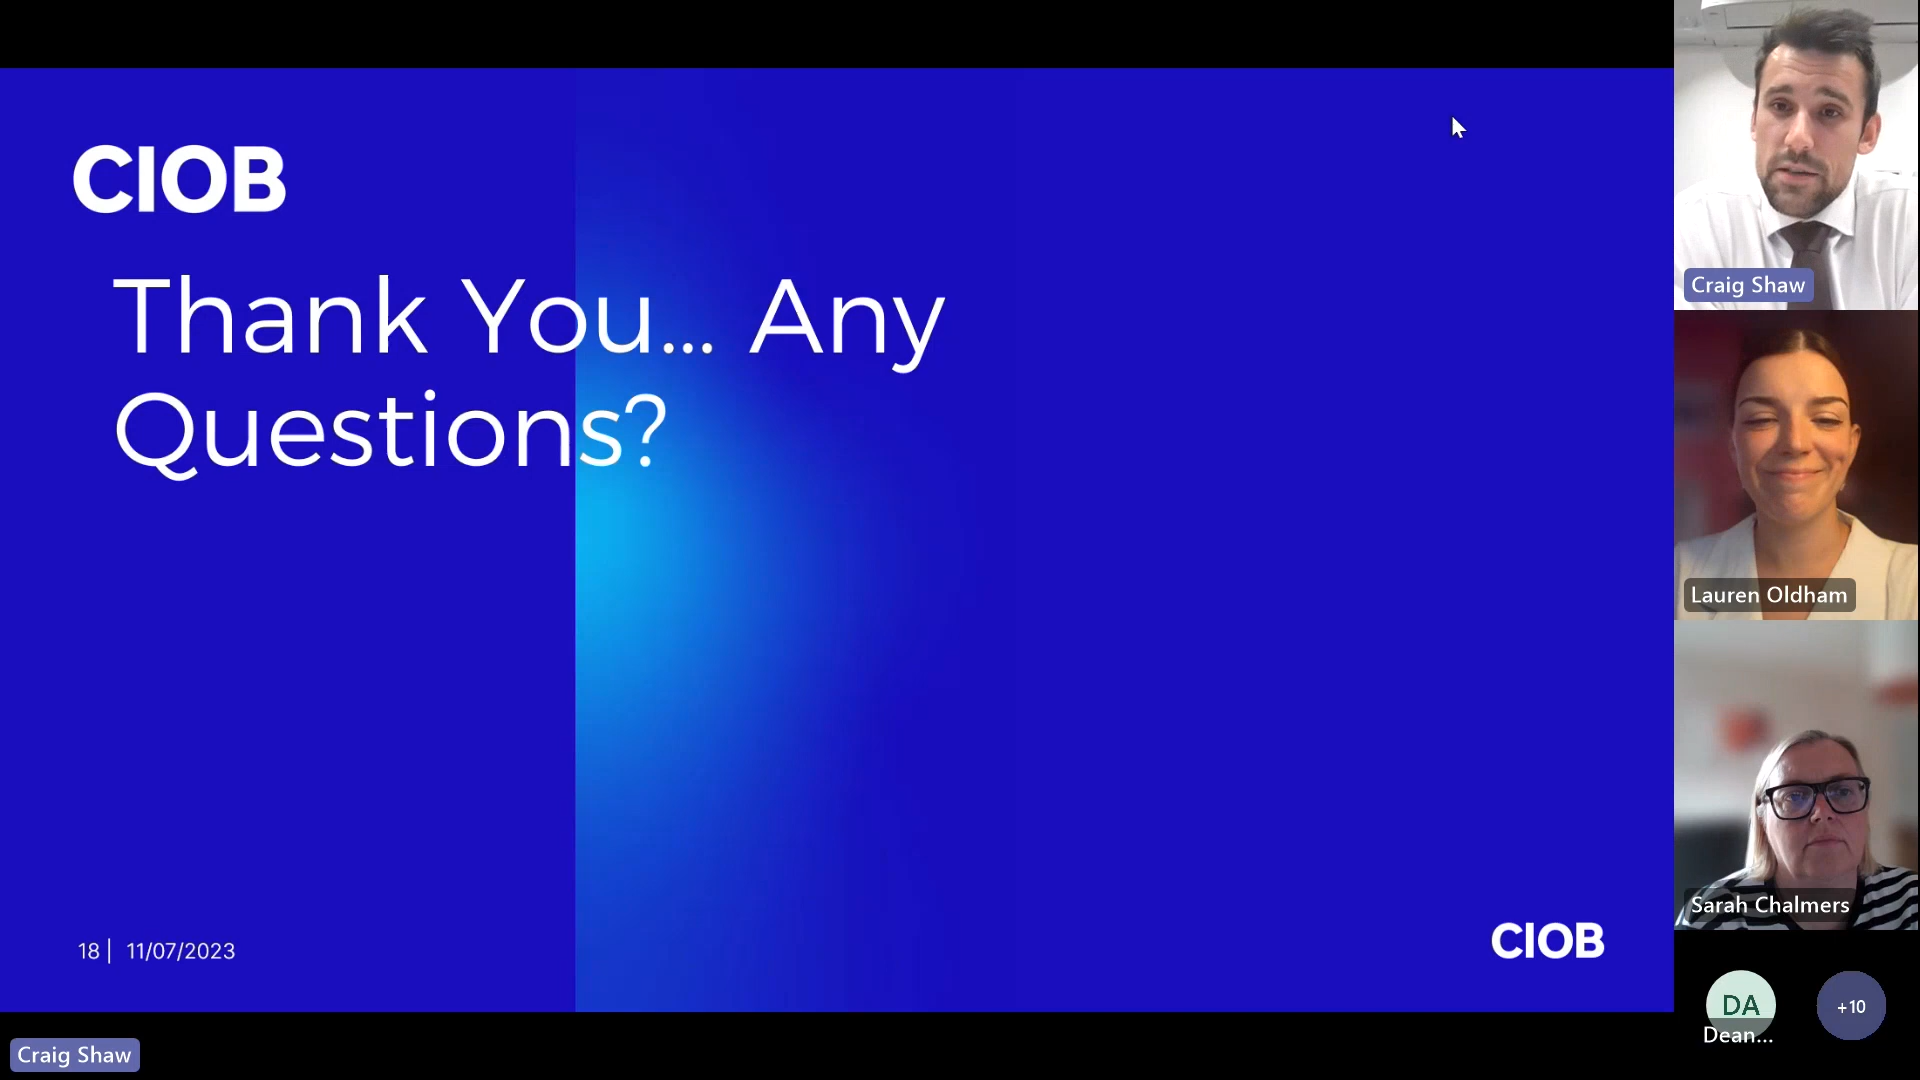 CIOB
Thank You... Any
Questions?
18 | 11/07/2023
CIOB
Craig Shaw
Craig Shaw
Lauren Oldham
Sarah Chalmers
DA
Dean...
+10